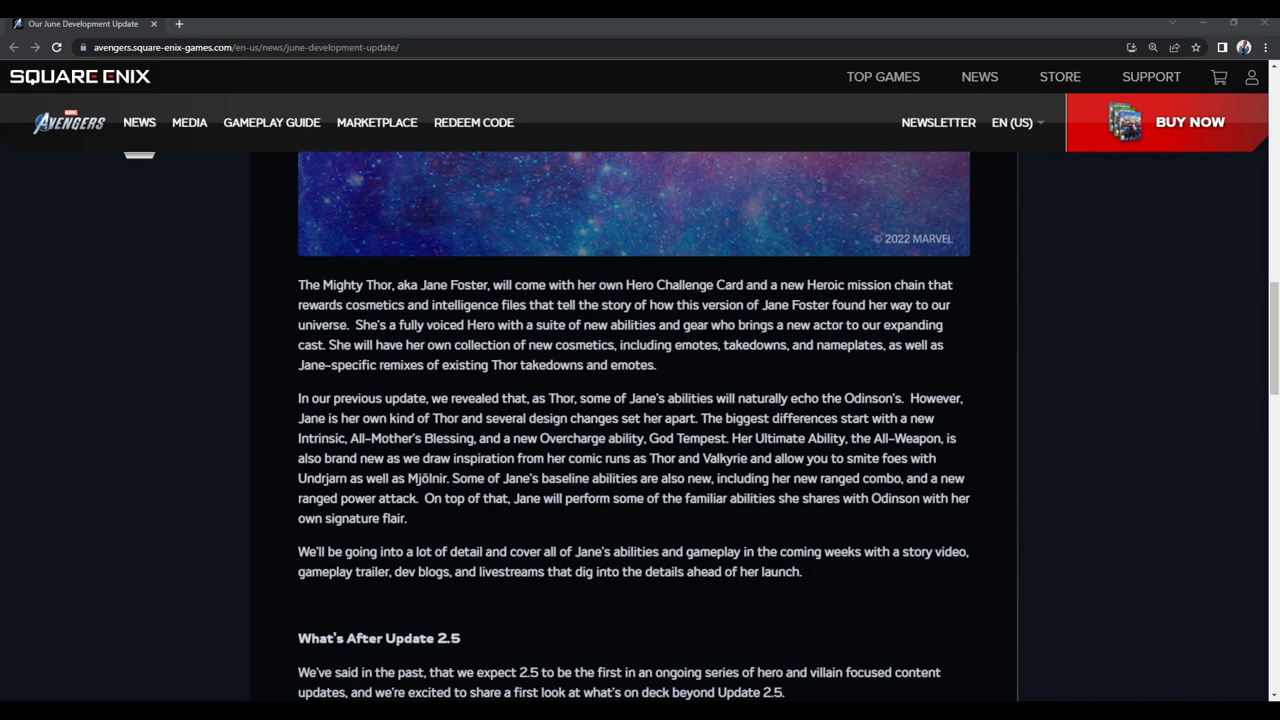 Our June Development Update
avengers.square-enix-games.com/en-us/news/june-development-update/
SQUARE ENIX
TOP GAMES NEWS STORE SUPPORT
MARVEL
AVENGERS
NEWS MEDIA GAMEPLAY GUIDE MARKETPLACE REDEEM CODE
NEWSLETTER EN (US) BUY NOW
© 2022 MARVEL
The Mighty Thor, aka Jane Foster, will come with her own Hero Challenge Card and a new Heroic mission chain that
rewards cosmetics and intelligence files that tell the story of how this version of Jane Foster found her way to our
universe. She's a fully voiced Hero with a suite of new abilities and gear who brings a new actor to our expanding
cast. She will have her own collection of new cosmetics, including emotes, takedowns, and nameplates, as well as
Jane-specific remixes of existing Thor takedowns and emotes.
In our previous update, we revealed that, as Thor, some of Jane's abilities will naturally echo the Odinson's. However,
Jane is her own kind of Thor and several design changes set her apart. The biggest differences start with a new
Intrinsic, All-Mother's Blessing, and a new Overcharge ability, God Tempest. Her Ultimate Ability, the All-Weapon, is
also brand new as we draw inspiration from her comic runs as Thor and Valkyrie and allow you to smite foes with
Undrjarn as well as Mjölnir. Some of Jane's baseline abilities are also new, including her new ranged combo, and a new
ranged power attack. On top of that, Jane will perform some of the familiar abilities she shares with Odinson with her
own signature flair.
We'll be going into a lot of detail and cover all of Jane's abilities and gameplay in the coming weeks with a story video,
gameplay trailer, dev blogs, and livestreams that dig into the details ahead of her launch.
What's After Update 2.5
We've said in the past, that we expect 2.5 to be the first in an ongoing series of hero and villain focused content
updates, and we're excited to share a first look at what's on deck beyond Update 2.5.